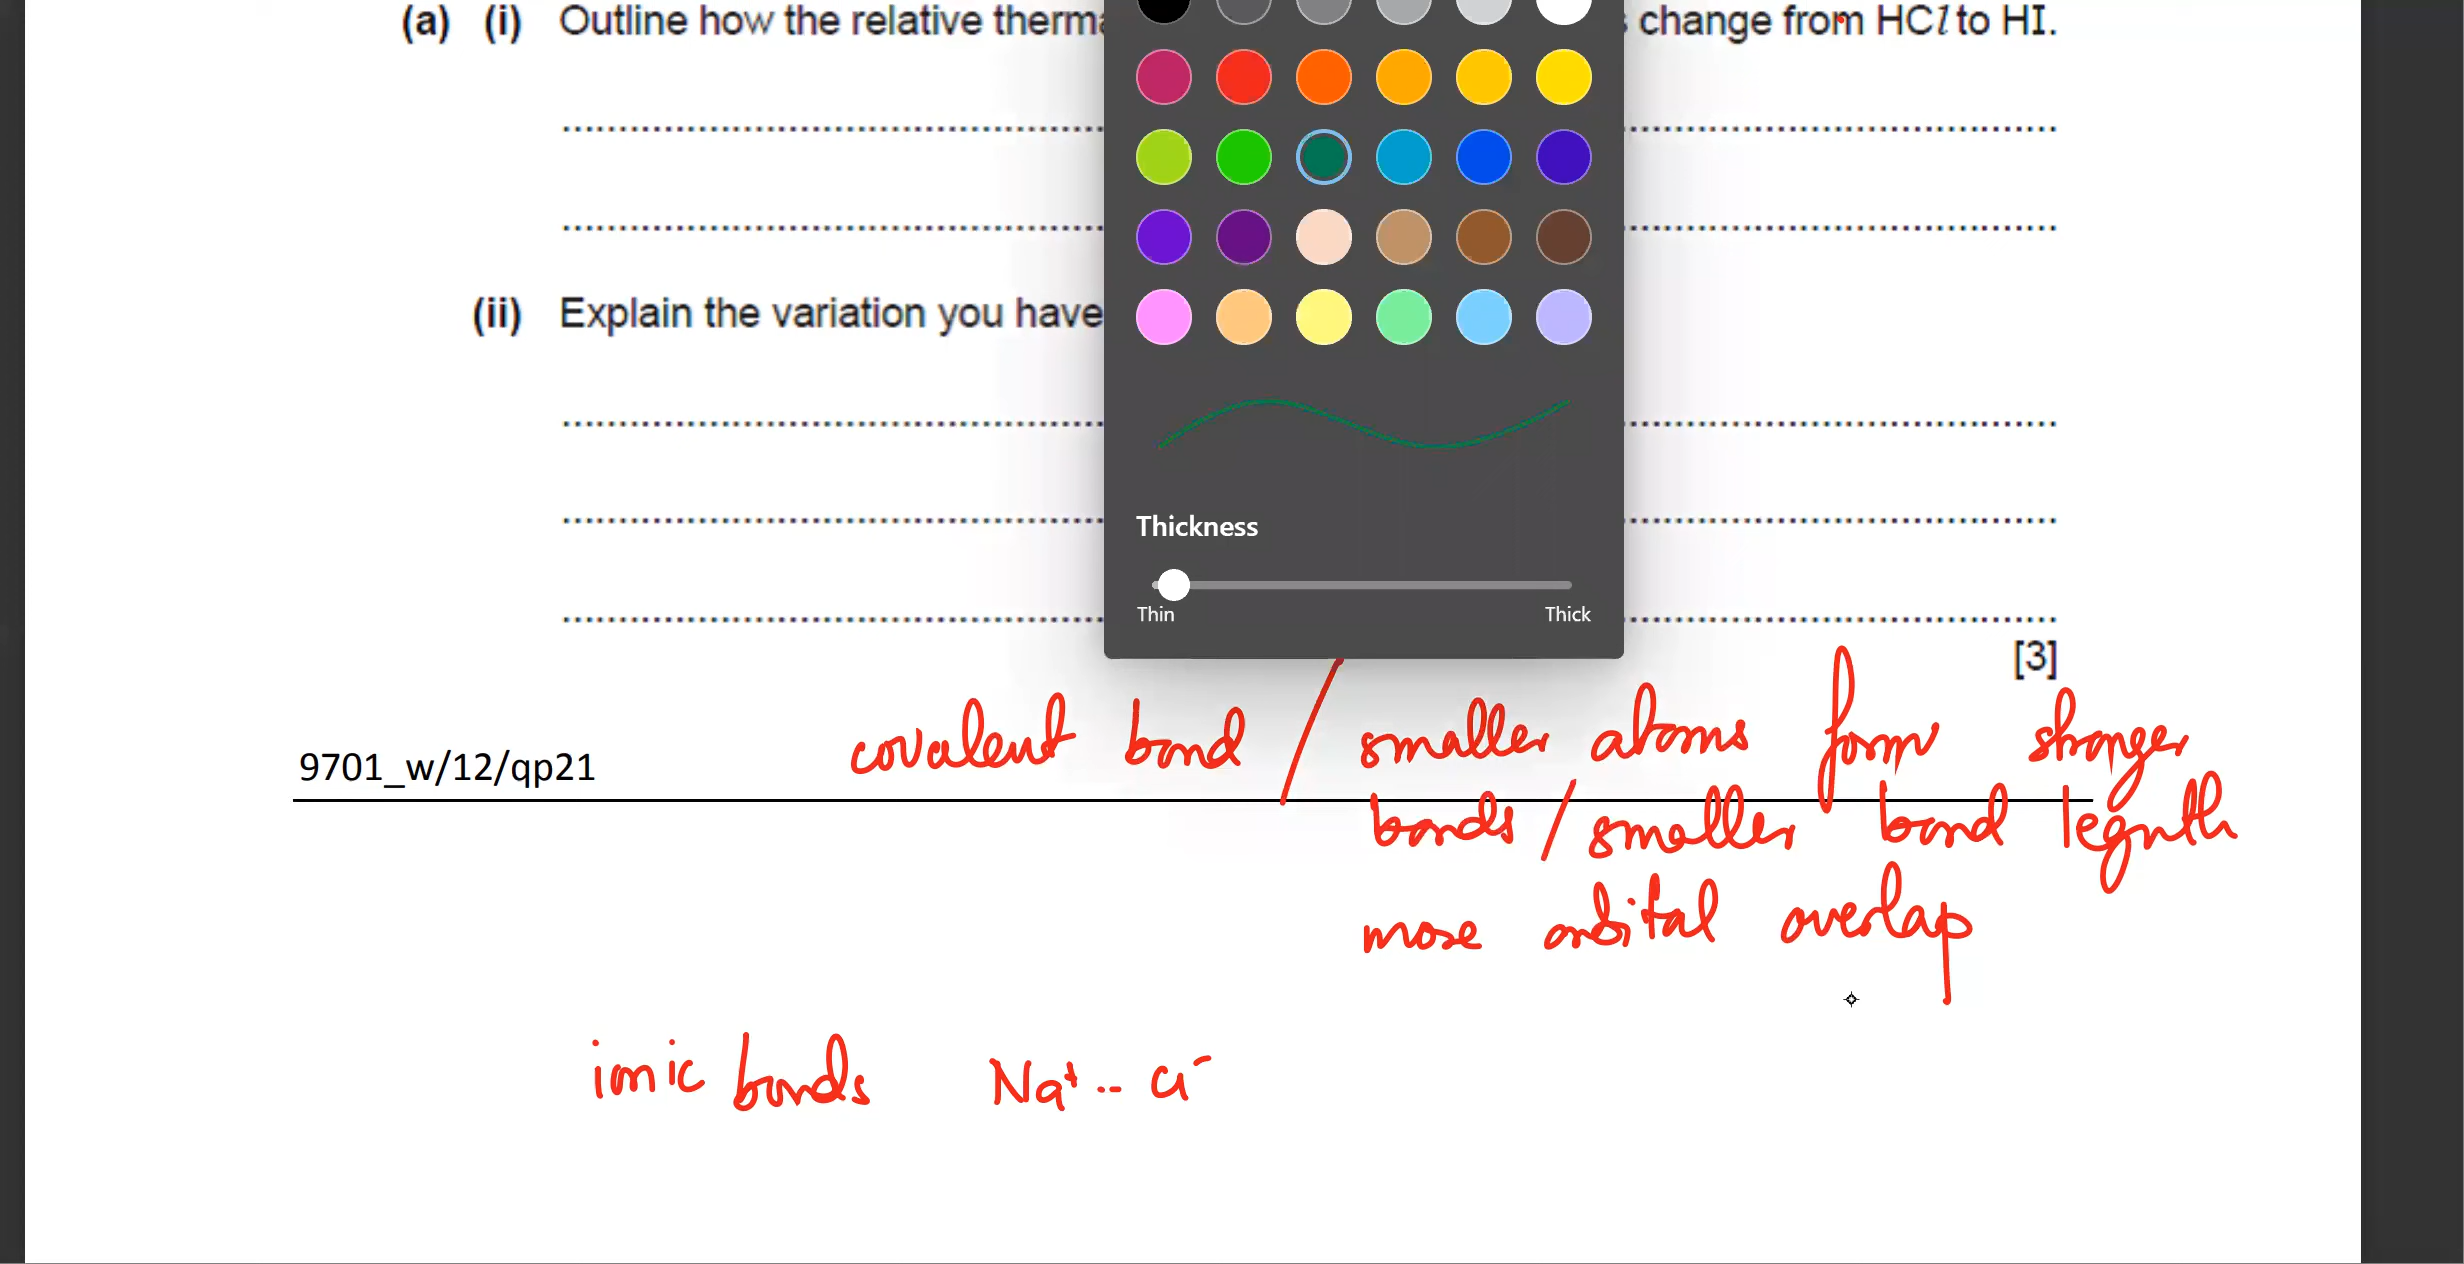 (a) (i) Outline how the relative therma
change from HCl to HI.
(ii) Explain the variation you have
Thickness
Thin Thick
[3]
covalent bond / smaller atoms form stronger
9701_w/12/qp21
bonds / smaller bond legnth
more orbital overlap
ionic bonds Na⁺ -- Cl⁻